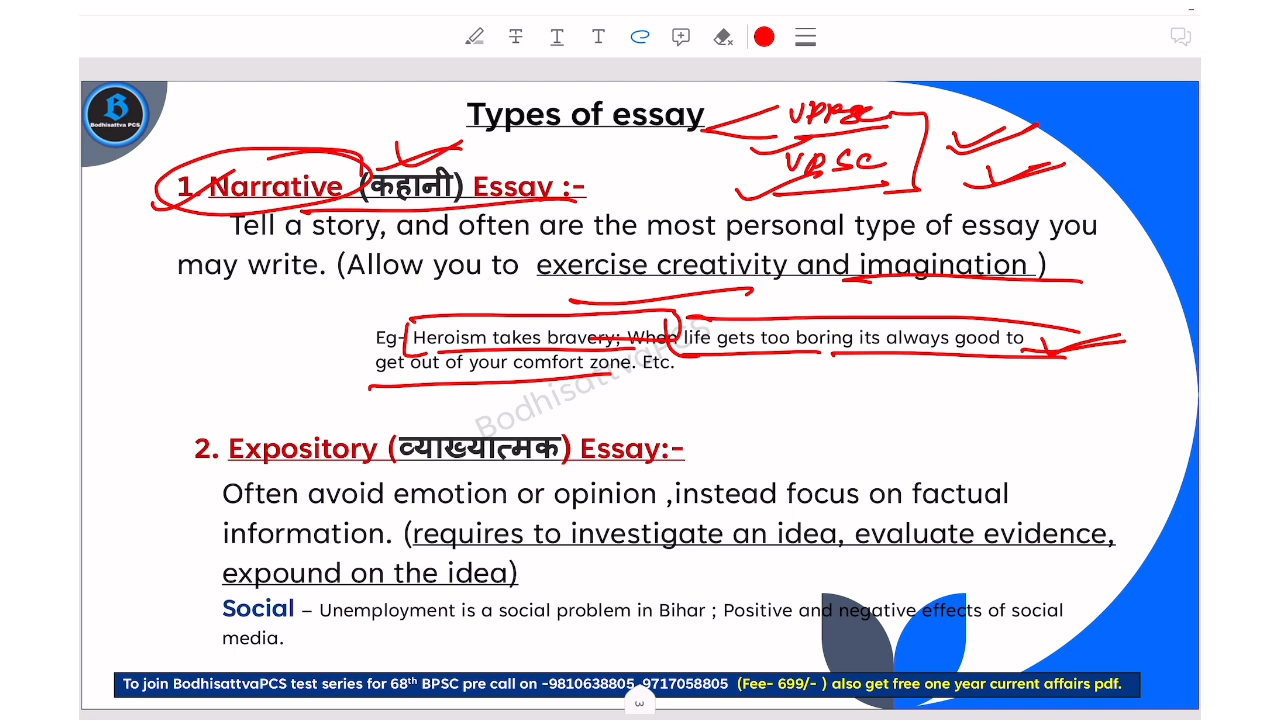 Bodhisattva PCS
Types of essay
UPPSC
UPSC
1. Narrative (कहानी) Essay :-
Tell a story, and often are the most personal type of essay you
may write. (Allow you to exercise creativity and imagination )
Eg- Heroism takes bravery; When life gets too boring its always good to
get out of your comfort zone. Etc.
Bodhisattvapcs
2. Expository (व्याख्यात्मक) Essay:-
Often avoid emotion or opinion ,instead focus on factual
information. (requires to investigate an idea, evaluate evidence,
expound on the idea)
Social – Unemployment is a social problem in Bihar ; Positive and negative effects of social
media.
To join BodhisattvaPCS test series for 68th BPSC pre call on -9810638805, 9717058805 (Fee- 699/- ) also get free one year current affairs pdf.
3